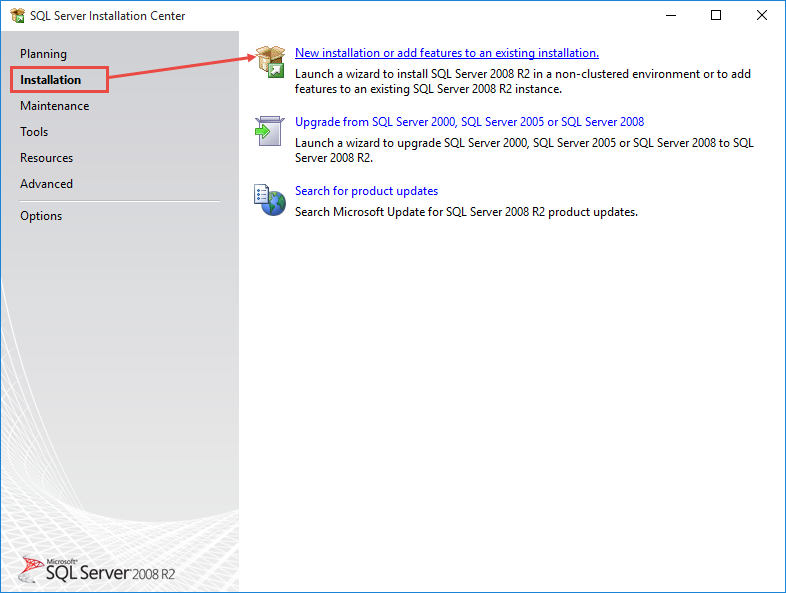 SQL Server Installation Center
Planning
Installation
Maintenance
Tools
Resources
Advanced
Options
New installation or add features to an existing installation.
Launch a wizard to install SQL Server 2008 R2 in a non-clustered environment or to add
features to an existing SQL Server 2008 R2 instance.
Upgrade from SQL Server 2000, SQL Server 2005 or SQL Server 2008
Launch a wizard to upgrade SQL Server 2000, SQL Server 2005 or SQL Server 2008 to SQL
Server 2008 R2.
Search for product updates
Search Microsoft Update for SQL Server 2008 R2 product updates.
Microsoft®
SQL Server 2008 R2